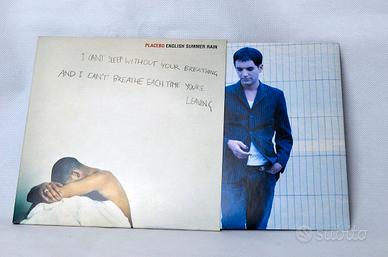 PLACEBO ENGLISH SUMMER RAIN
I CAN'T SLEEP WITHOUT YOUR BREATHING
AND I CAN'T BREATHE EACH TIME YOU'RE
LEAVING
subito